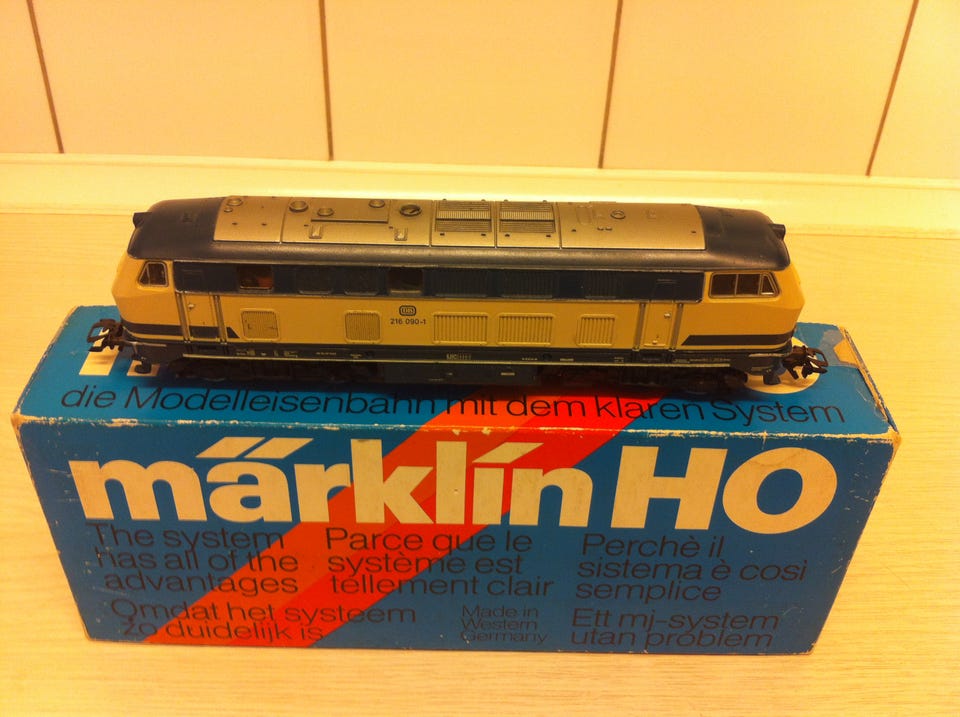 DB
216 090-1
die Modelleisenbahn mit dem klaren System
märklín HO
The system
has all of the
advantages
Parce que le
système est
tellement clair
Perchè il
sistema è così
semplice
Omdat het systeem
Zo duidelijk is
Made in
Western
Germany
Ett mj-system
utan problem